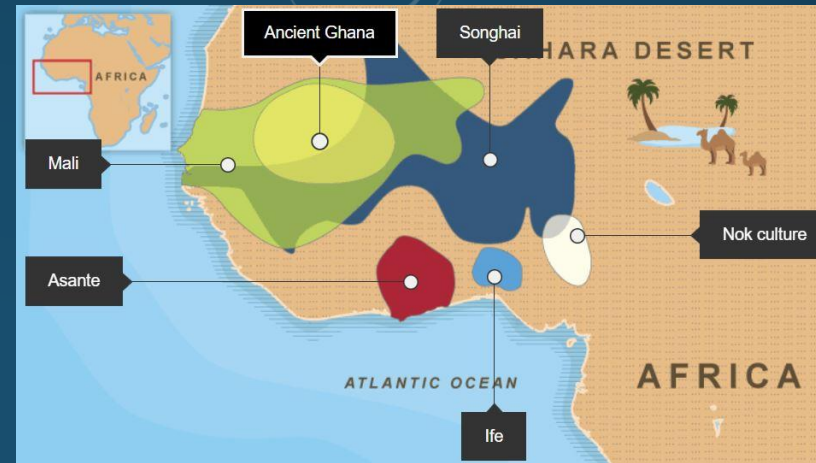 Ancient Ghana
Songhai
HARA DESERT
AFRICA
Mali
Nok culture
Asante
AFRICA
ATLANTIC OCEAN
Ife